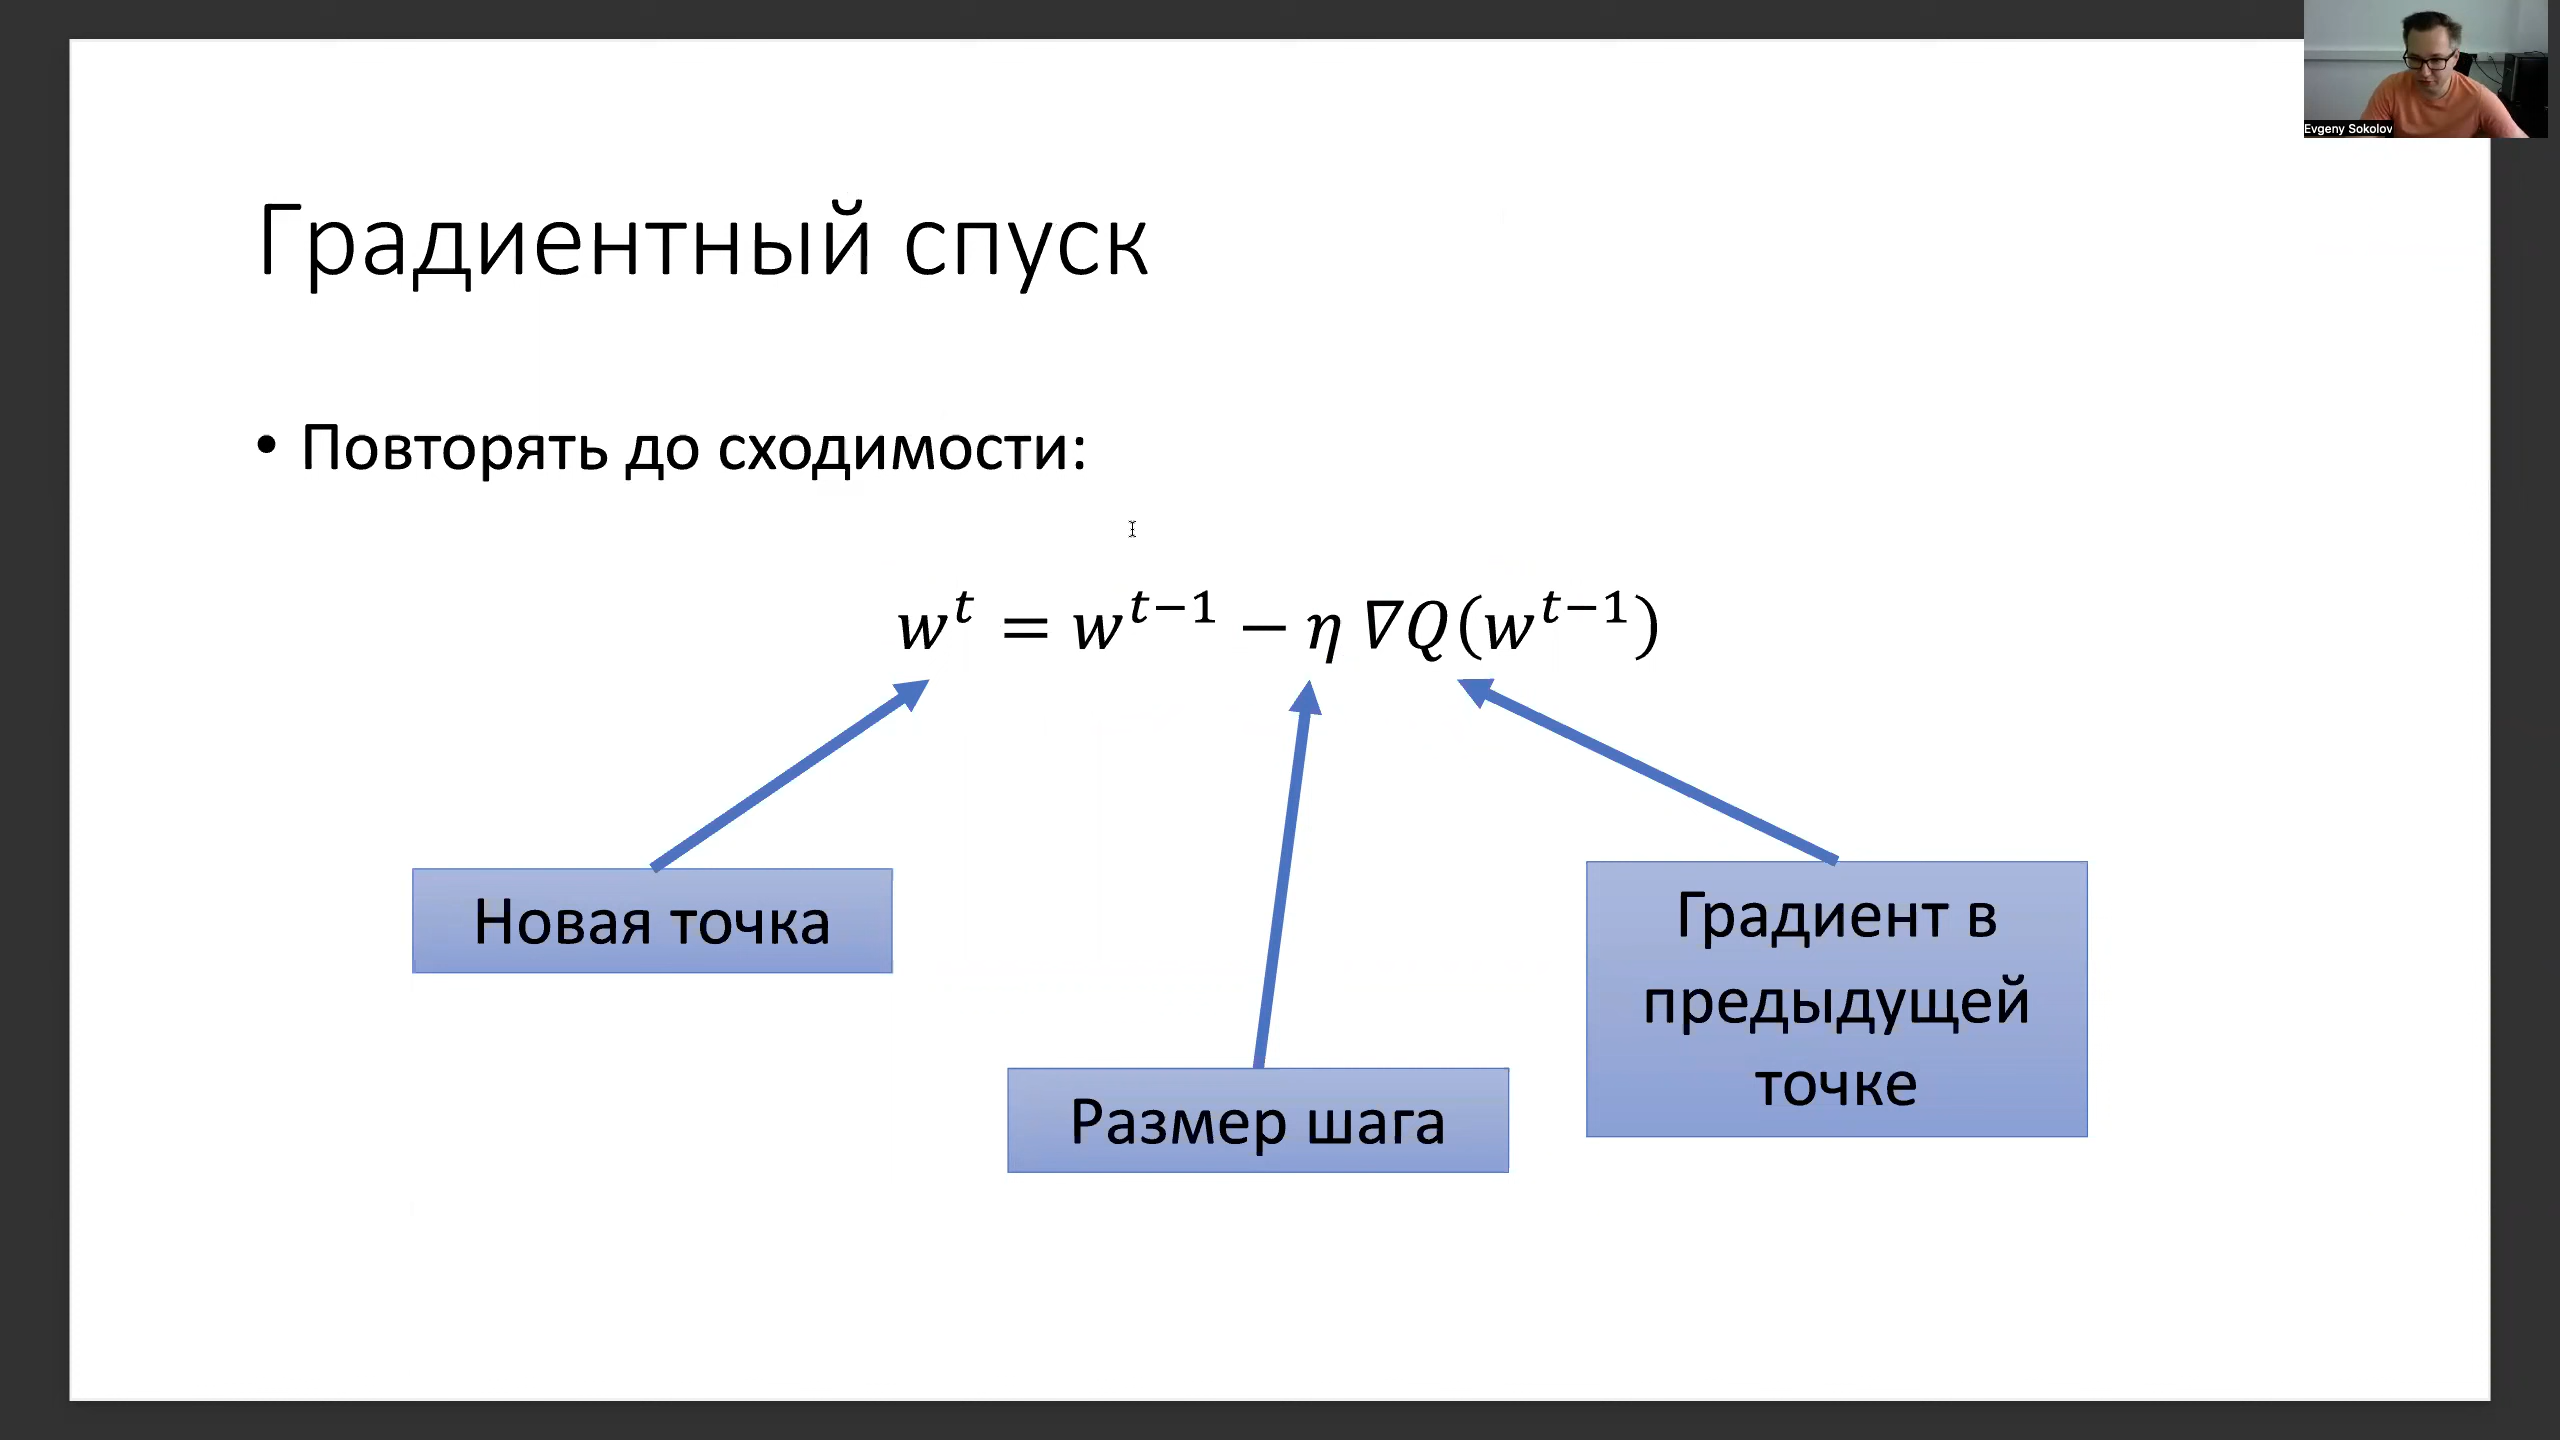 Evgeny Sokolov
Градиентный спуск
• Повторять до сходимости:
w^t = w^{t−1} − η ∇Q(w^{t−1})
Новая точка
Размер шага
Градиент в
предыдущей
точке